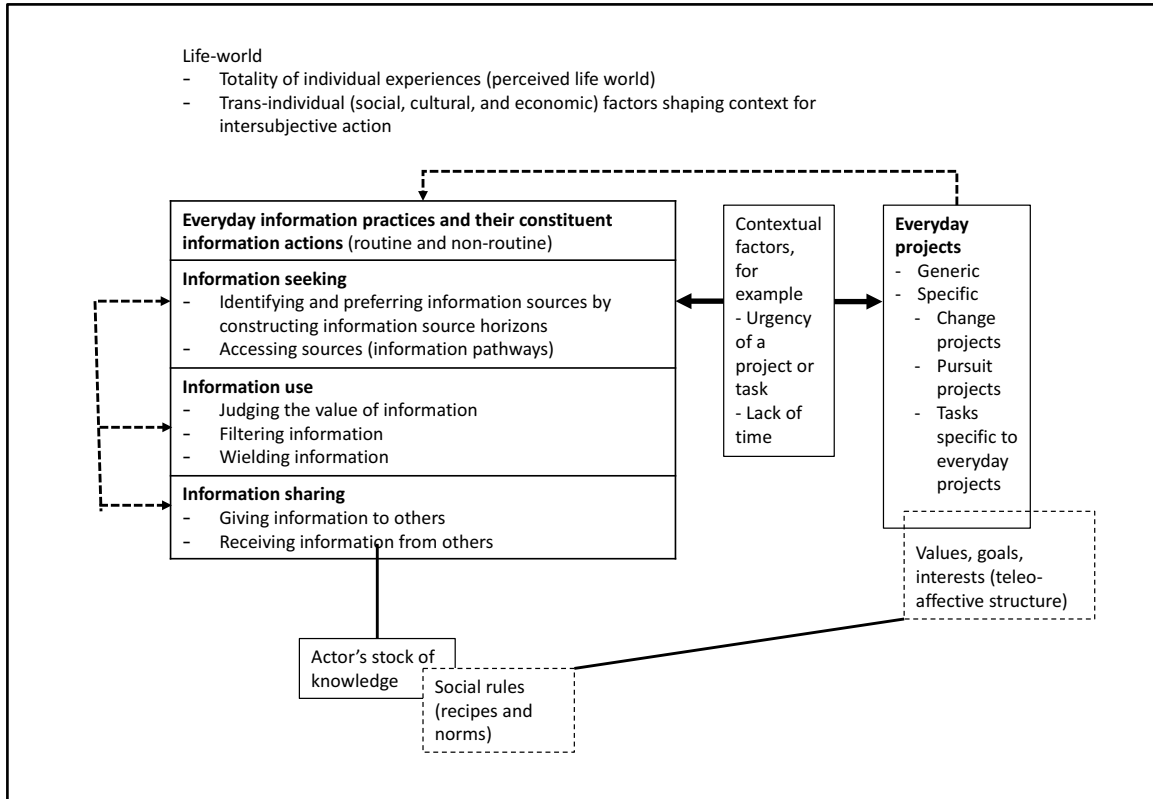 Life-world
- Totality of individual experiences (perceived life world)
- Trans-individual (social, cultural, and economic) factors shaping context for
intersubjective action
Everyday information practices and their constituent
information actions (routine and non-routine)
Information seeking
- Identifying and preferring information sources by
constructing information source horizons
- Accessing sources (information pathways)
Information use
- Judging the value of information
- Filtering information
- Wielding information
Information sharing
- Giving information to others
- Receiving information from others
Contextual
factors,
for
example
- Urgency
of a
project or
task
- Lack of
time
Everyday
projects
- Generic
- Specific
- Change
projects
- Pursuit
projects
- Tasks
specific to
everyday
projects
Values, goals,
interests (teleo-
affective structure)
Actor's stock of
knowledge
Social rules
(recipes and
norms)